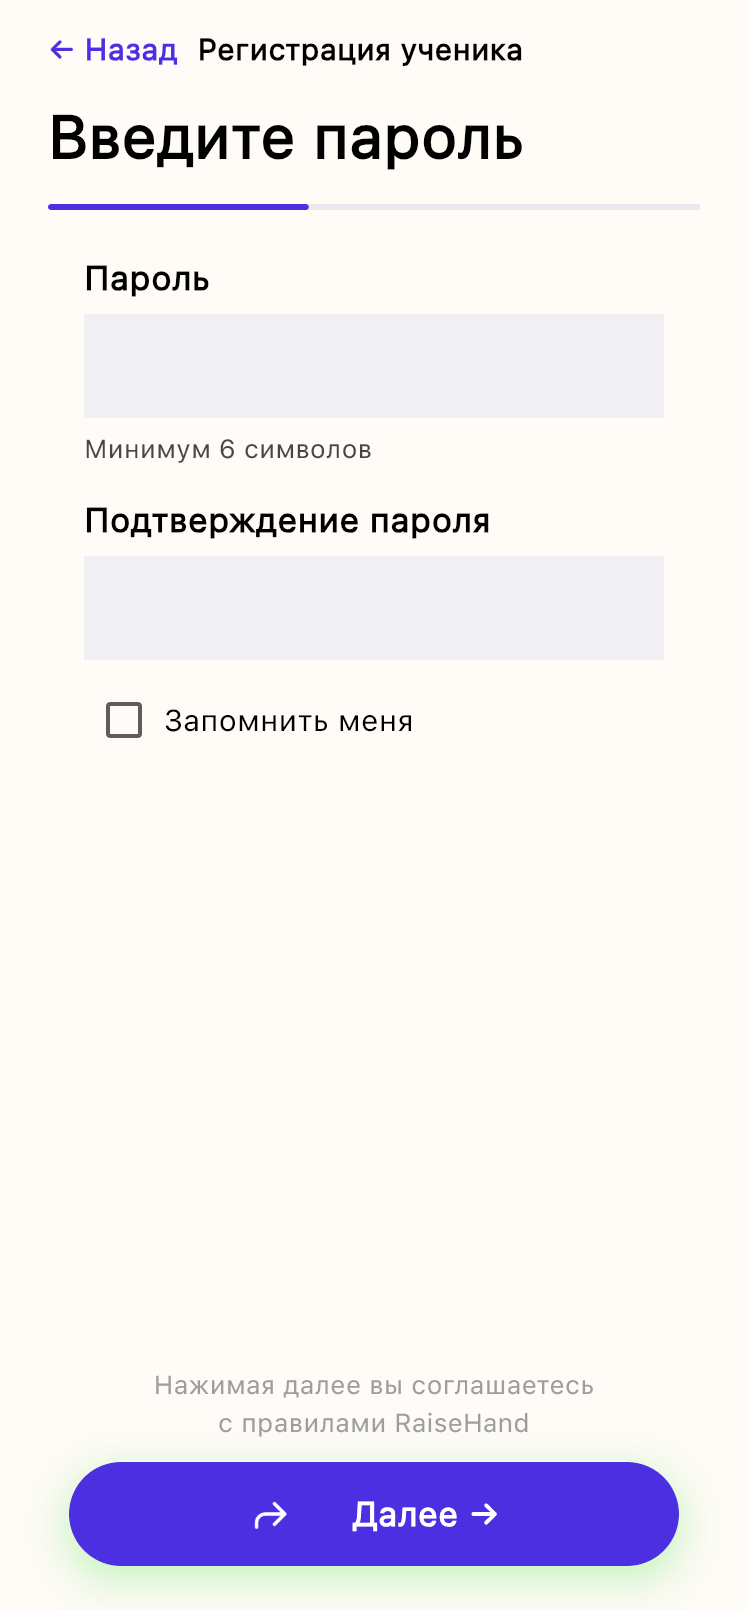 ← Назад Регистрация ученика
Введите пароль
Пароль
Минимум 6 символов
Подтверждение пароля
Запомнить меня
Нажимая далее вы соглашаетесь
с правилами RaiseHand
Далее →